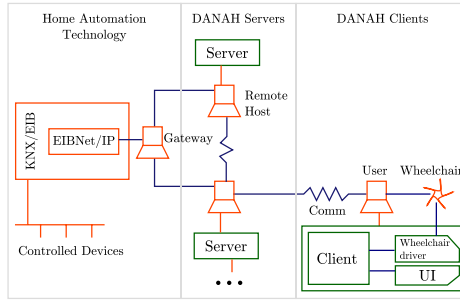 Home Automation
Technology
DANAH Servers
DANAH Clients
Server
Remote
Host
KNX/EIB
EIBNet/IP
Gateway
User
Wheelchair
Comm
Controlled Devices
Server
Client
Wheelchair
driver
UI